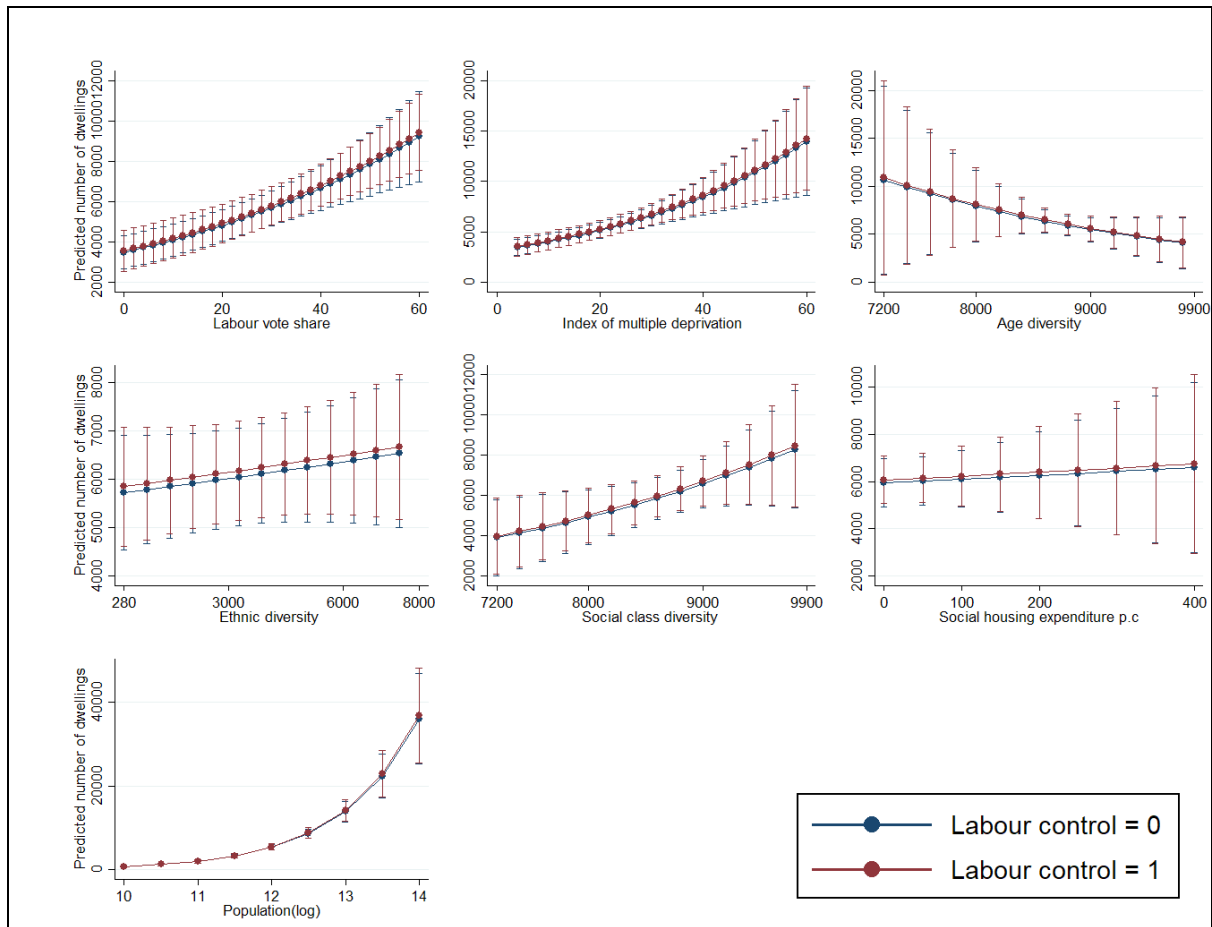 Predicted number of dwellings
2000 4000 6000 8000 10000 12000
0 20 40 60
Labour vote share
0 5000 10000 15000 20000
0 20 40 60
Index of multiple deprivation
0 5000 10000 15000 20000
7200 8000 9000 9900
Age diversity
Predicted number of dwellings
4000 5000 6000 7000 8000
280 3000 6000 8000
Ethnic diversity
2000 4000 6000 8000 10000 12000
7200 8000 9000 9900
Social class diversity
2000 4000 6000 8000 10000
0 100 200 400
Social housing expenditure p.c
Predicted number of dwellings
0 20000 40000
10 11 12 13 14
Population(log)
Labour control = 0
Labour control = 1